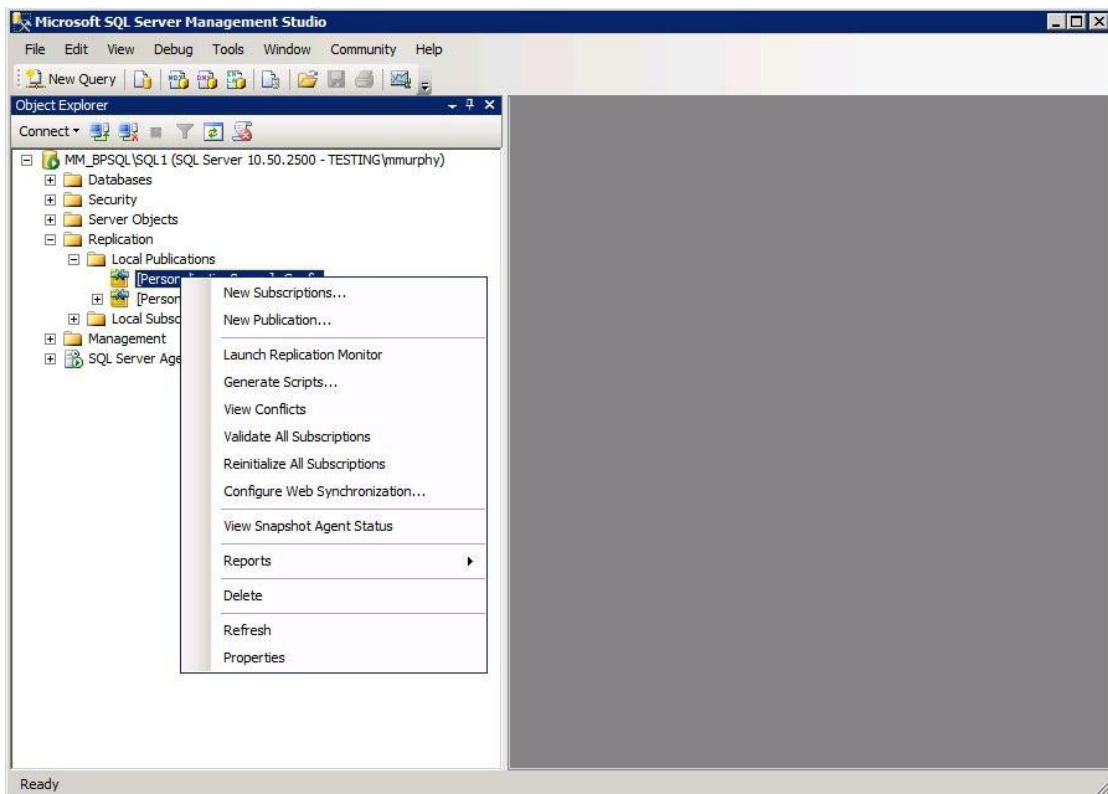 Microsoft SQL Server Management Studio
File Edit View Debug Tools Window Community Help
New Query
Object Explorer
Connect
MM_BPSQL\SQL1 (SQL Server 10.50.2500 - TESTING\mmurphy)
Databases
Security
Server Objects
Replication
Local Publications
[Person
[Person
Local Subsc
Management
SQL Server Age
New Subscriptions...
New Publication...
Launch Replication Monitor
Generate Scripts...
View Conflicts
Validate All Subscriptions
Reinitialize All Subscriptions
Configure Web Synchronization...
View Snapshot Agent Status
Reports
Delete
Refresh
Properties
Ready